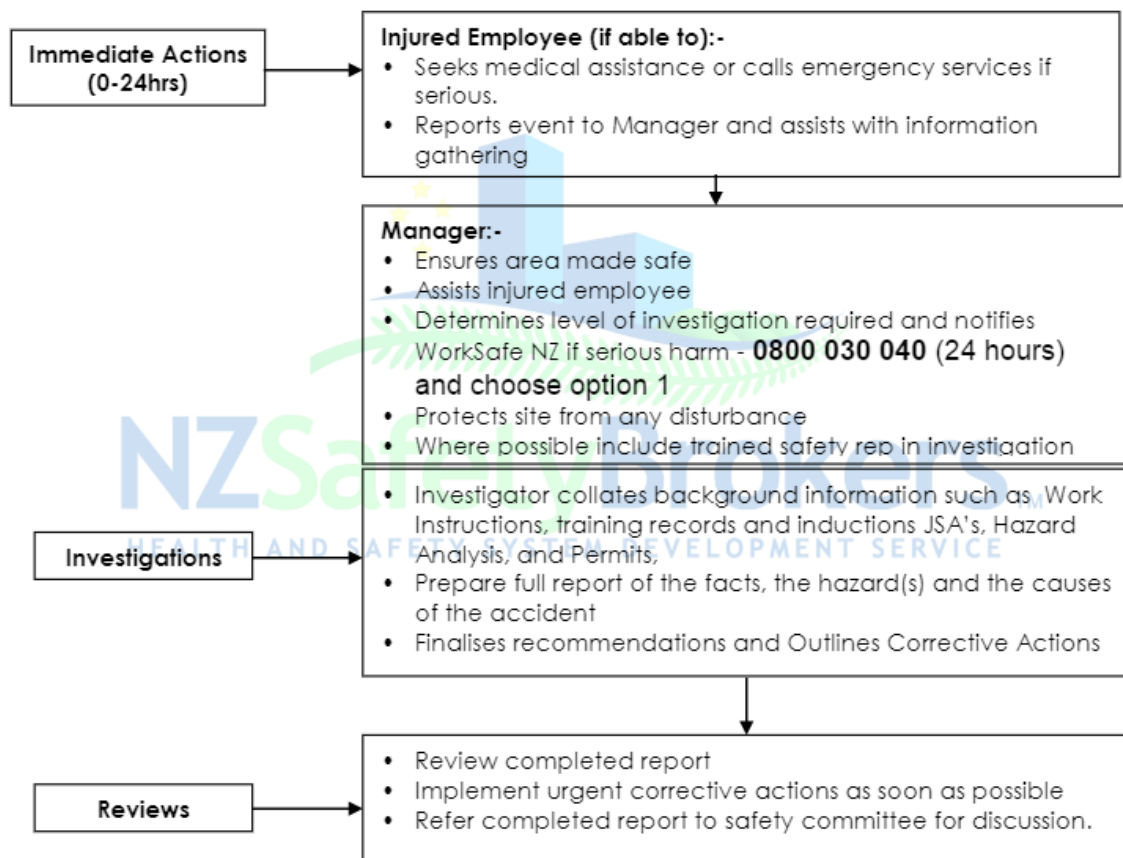 Immediate Actions
(0-24hrs)
Injured Employee (if able to):-
• Seeks medical assistance or calls emergency services if
serious.
• Reports event to Manager and assists with information
gathering
Manager:-
• Ensures area made safe
• Assists injured employee
• Determines level of investigation required and notifies
WorkSafe NZ if serious harm - 0800 030 040 (24 hours)
and choose option 1
• Protects site from any disturbance
• Where possible include trained safety rep in investigation
NZSafetyBrokers TM
HEALTH AND SAFETY SYSTEM DEVELOPMENT SERVICE
Investigations
• Investigator collates background information such as Work
Instructions, training records and inductions JSA's, Hazard
Analysis, and Permits,
• Prepare full report of the facts, the hazard(s) and the causes
of the accident
• Finalises recommendations and Outlines Corrective Actions
Reviews
• Review completed report
• Implement urgent corrective actions as soon as possible
• Refer completed report to safety committee for discussion.